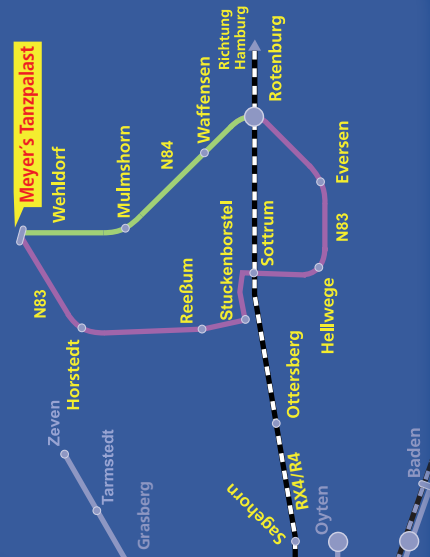 Meyer´s Tanzpalast
Wehldorf
Mulmshorn
N84
Waffensen
Richtung
Hamburg
Rotenburg
N83
Horstedt
Reeßum
Stuckenborstel
Sottrum
Eversen
N83
Hellwege
Ottersberg
RX4/R4
Sagehorn
Zeven
Tarmstedt
Grasberg
Oyten
Baden